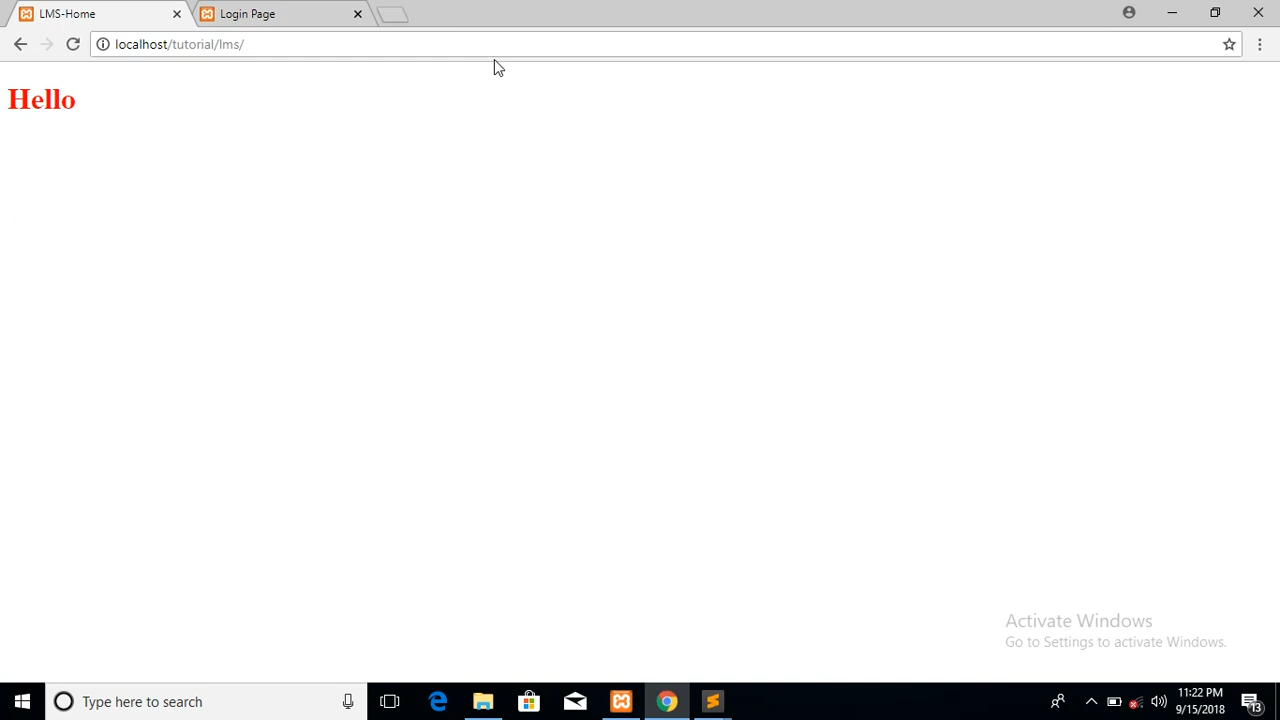 LMS-Home
Login Page
localhost/tutorial/lms/
Hello
Activate Windows
Go to Settings to activate Windows.
Type here to search
11:22 PM
9/15/2018
13